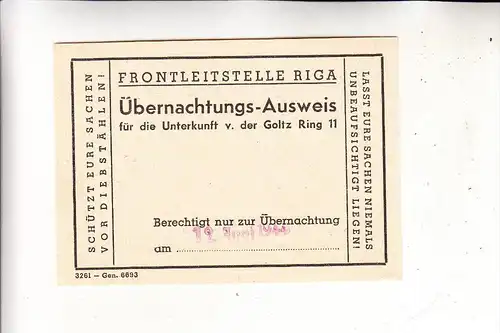 FRONTLEITSTELLE RIGA
Übernachtungs-Ausweis
für die Unterkunft v. der Goltz Ring 11
Berechtigt nur zur Übernachtung
am
SCHÜTZT EURE SACHEN
VOR DIEBSTÄHLEN!
LASST EURE SACHEN NIEMALS
UNBEAUFSICHTIGT LIEGEN!
3261 — Gen. 6693